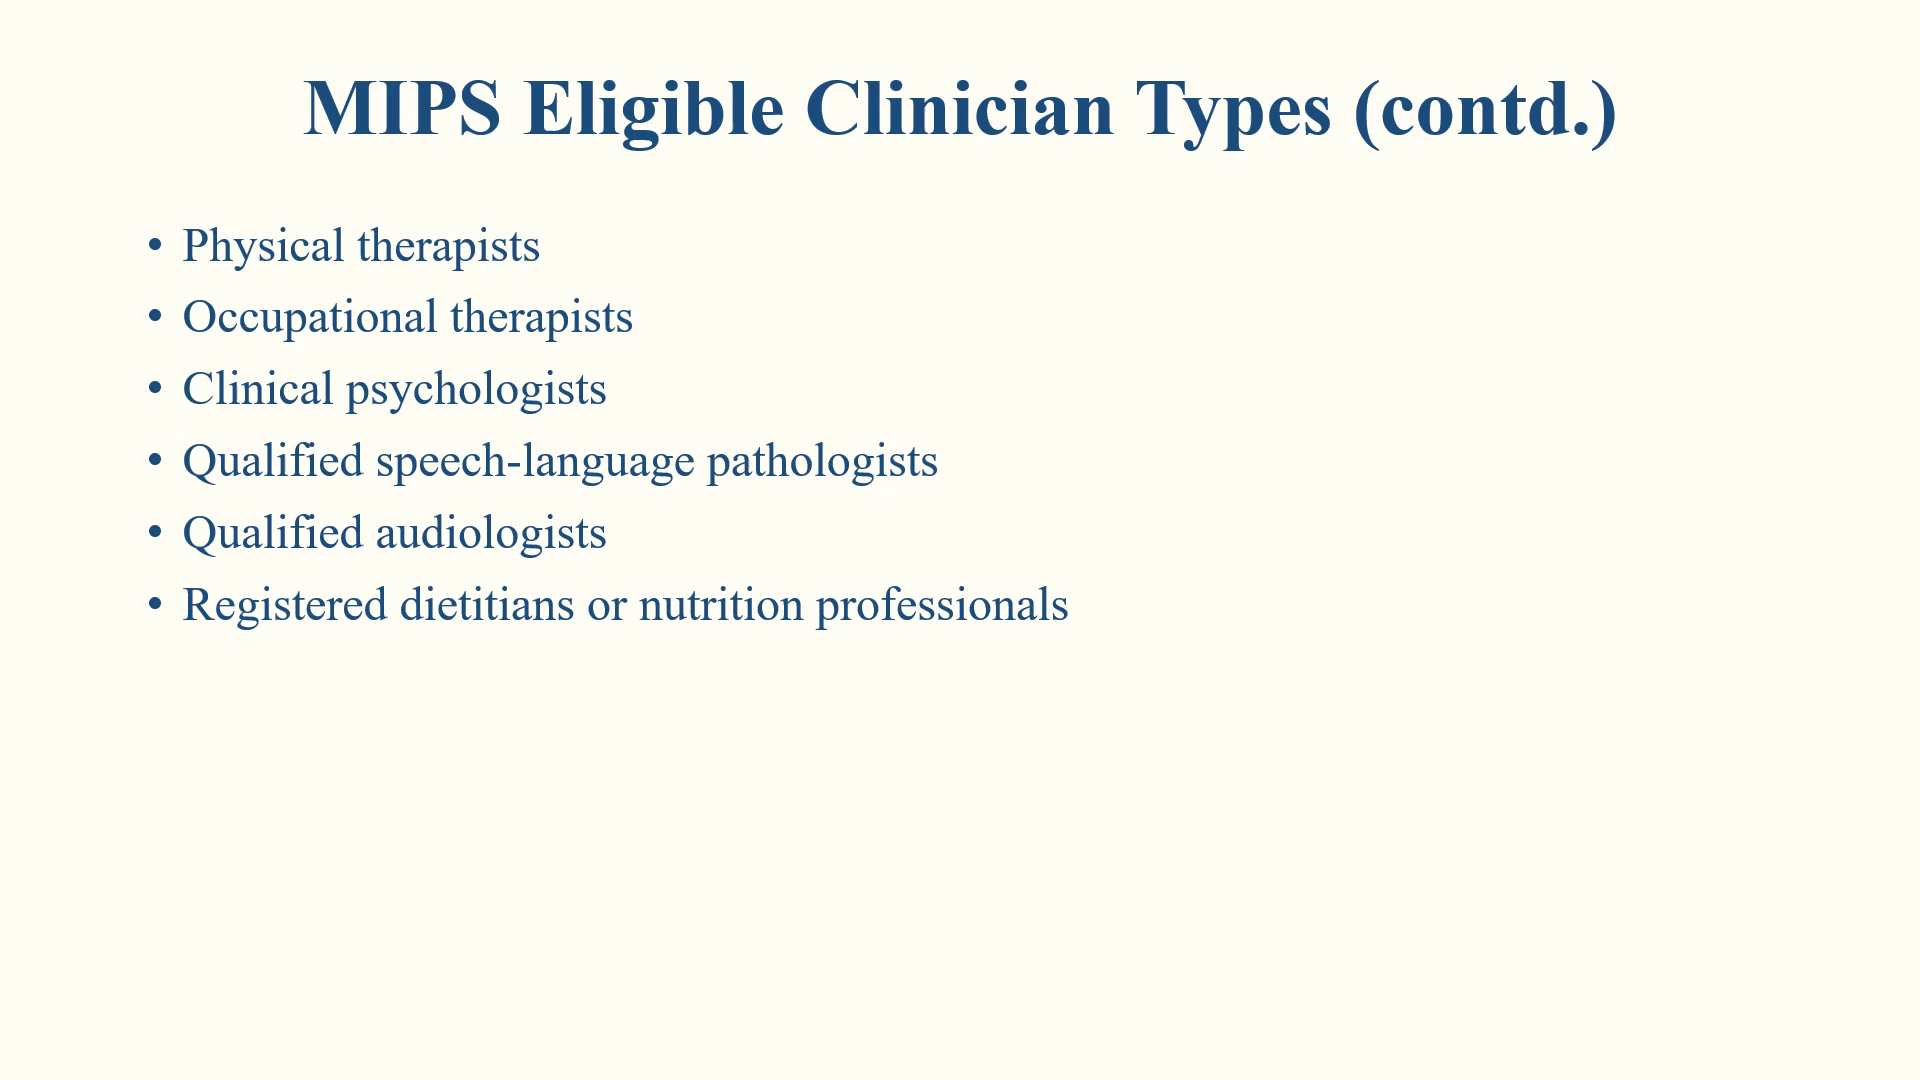 MIPS Eligible Clinician Types (contd.)
• Physical therapists
• Occupational therapists
• Clinical psychologists
• Qualified speech-language pathologists
• Qualified audiologists
• Registered dietitians or nutrition professionals